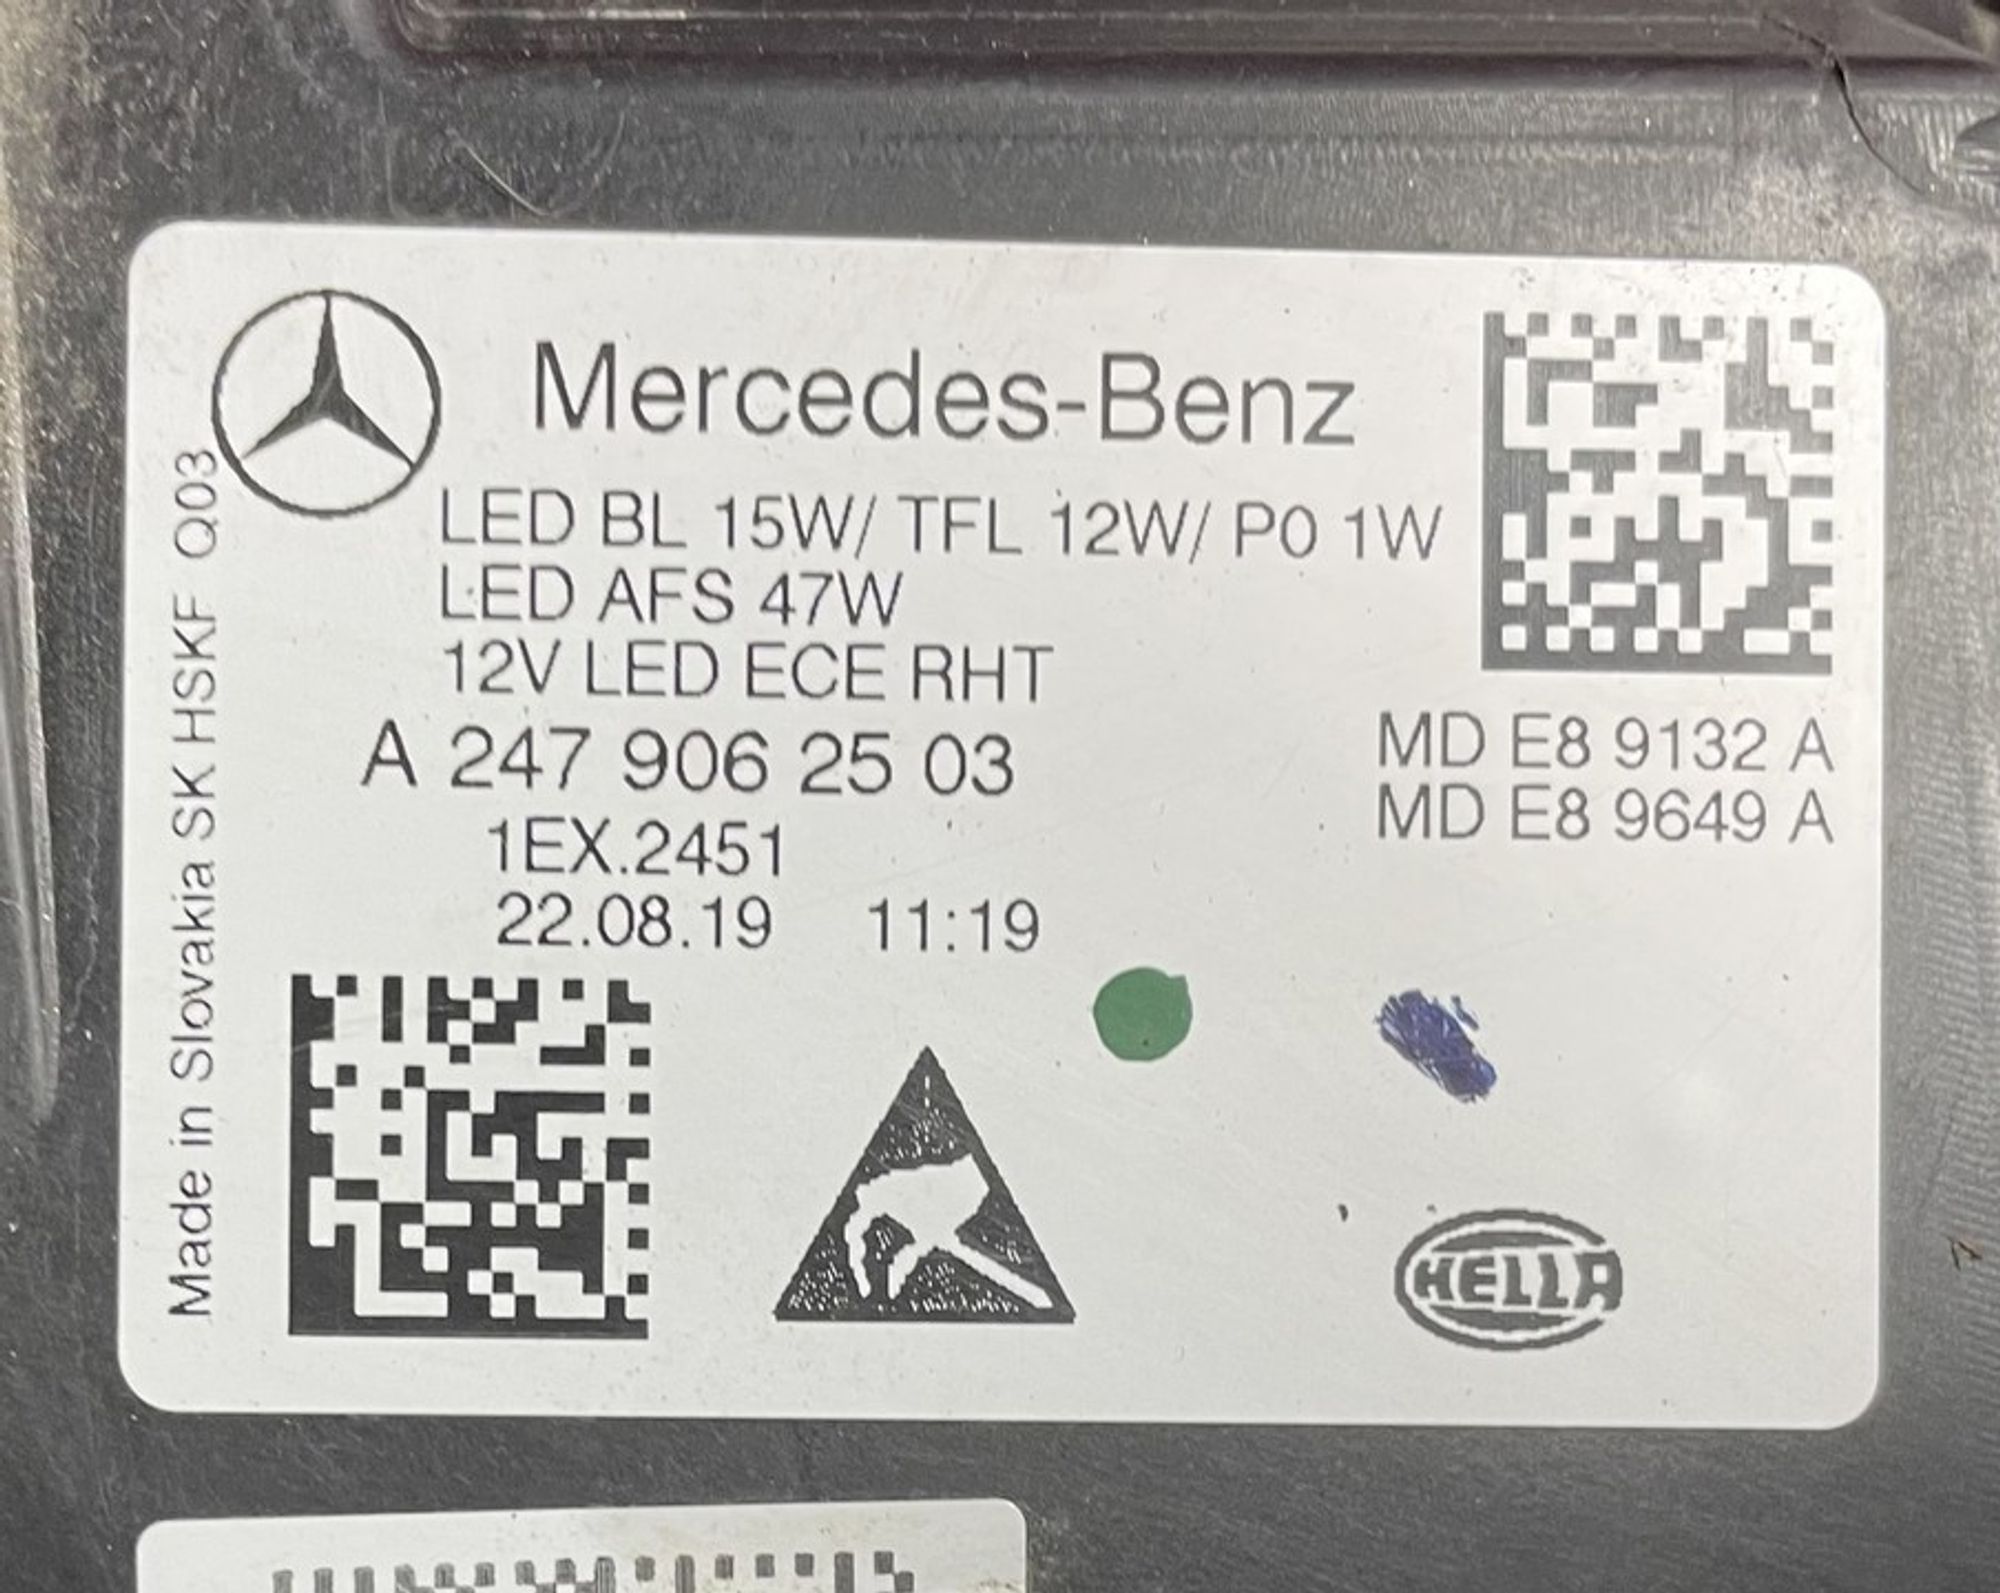 Mercedes-Benz
LED BL 15W/ TFL 12W/ P0 1W
LED AFS 47W
12V LED ECE RHT
A 247 906 25 03
1EX.2451
22.08.19 11:19
MD E8 9132 A
MD E8 9649 A
Made in Slovakia SK HSKF Q03
HELLA